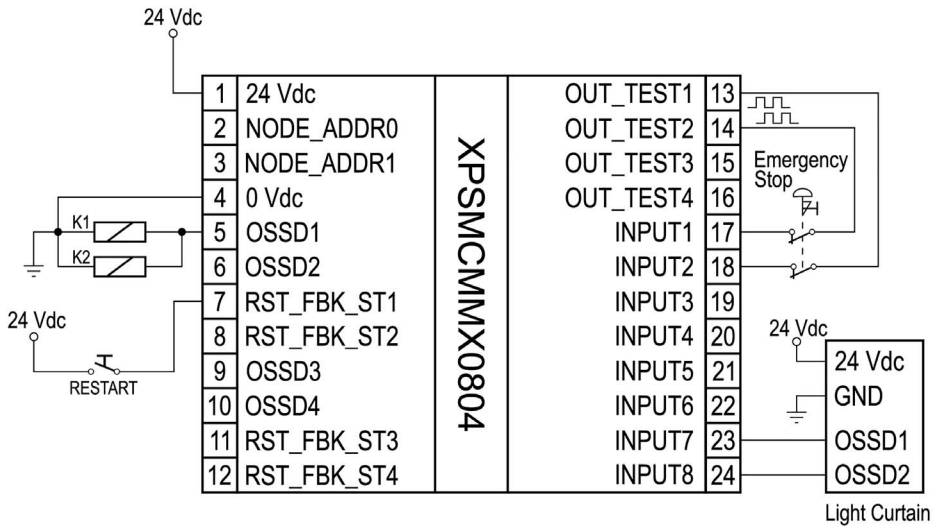 24 Vdc
1 24 Vdc
2 NODE_ADDR0
3 NODE_ADDR1
4 0 Vdc
5 OSSD1
6 OSSD2
7 RST_FBK_ST1
8 RST_FBK_ST2
9 OSSD3
10 OSSD4
11 RST_FBK_ST3
12 RST_FBK_ST4
K1
K2
24 Vdc
RESTART
XPSMCMMX0804
OUT_TEST1 13
OUT_TEST2 14
OUT_TEST3 15
OUT_TEST4 16
INPUT1 17
INPUT2 18
INPUT3 19
INPUT4 20
INPUT5 21
INPUT6 22
INPUT7 23
INPUT8 24
Emergency
Stop
24 Vdc
24 Vdc
GND
OSSD1
OSSD2
Light Curtain